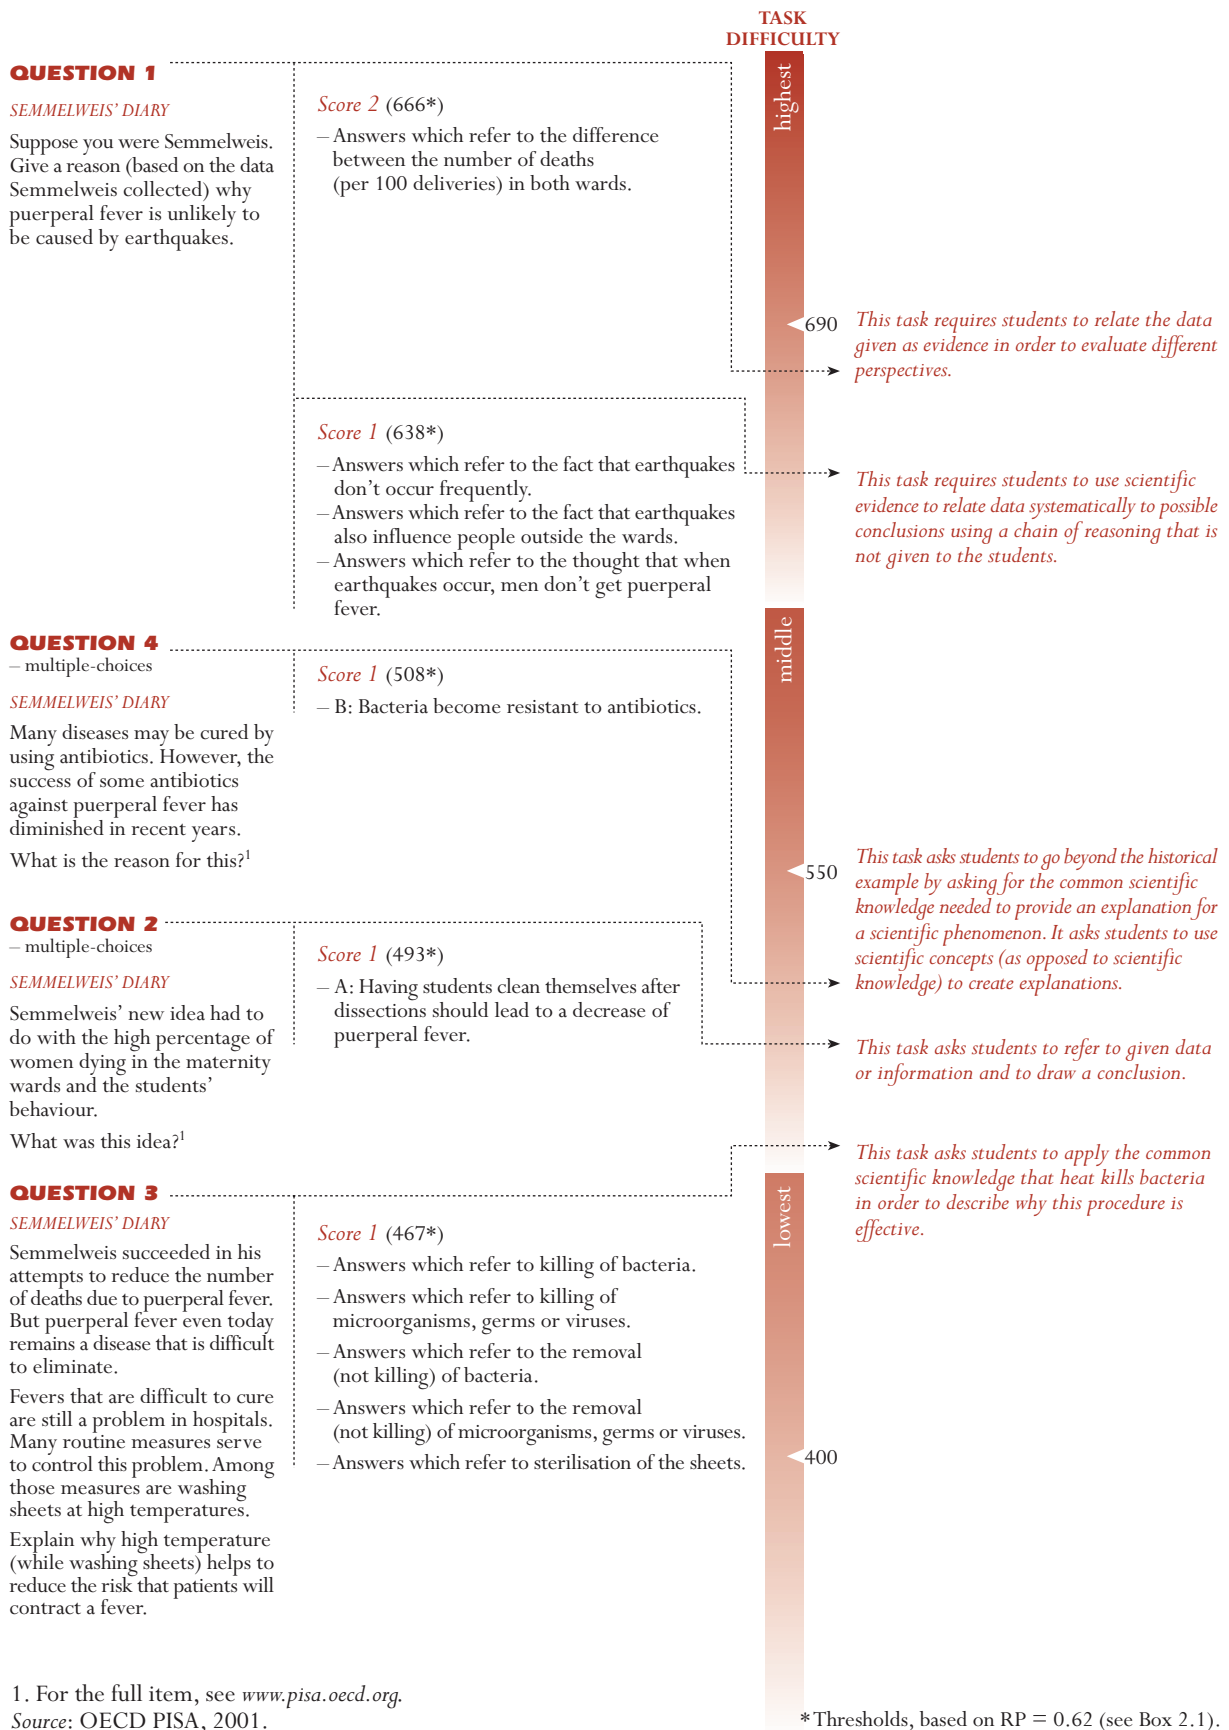 TASK
DIFFICULTY
highest
QUESTION 1
SEMMELWEIS' DIARY
Suppose you were Semmelweis.
Give a reason (based on the data
Semmelweis collected) why
puerperal fever is unlikely to
be caused by earthquakes.
Score 2 (666*)
– Answers which refer to the difference
between the number of deaths
(per 100 deliveries) in both wards.
690
This task requires students to relate the data
given as evidence in order to evaluate different
perspectives.
Score 1 (638*)
– Answers which refer to the fact that earthquakes
don't occur frequently.
– Answers which refer to the fact that earthquakes
also influence people outside the wards.
– Answers which refer to the thought that when
earthquakes occur, men don't get puerperal
fever.
This task requires students to use scientific
evidence to relate data systematically to possible
conclusions using a chain of reasoning that is
not given to the students.
middle
QUESTION 4
– multiple-choices
SEMMELWEIS' DIARY
Many diseases may be cured by
using antibiotics. However, the
success of some antibiotics
against puerperal fever has
diminished in recent years.
What is the reason for this?1
Score 1 (508*)
– B: Bacteria become resistant to antibiotics.
550
This task asks students to go beyond the historical
example by asking for the common scientific
knowledge needed to provide an explanation for
a scientific phenomenon. It asks students to use
scientific concepts (as opposed to scientific
knowledge) to create explanations.
QUESTION 2
– multiple-choices
SEMMELWEIS' DIARY
Semmelweis' new idea had to
do with the high percentage of
women dying in the maternity
wards and the students'
behaviour.
What was this idea?1
Score 1 (493*)
– A: Having students clean themselves after
dissections should lead to a decrease of
puerperal fever.
This task asks students to refer to given data
or information and to draw a conclusion.
This task asks students to apply the common
scientific knowledge that heat kills bacteria
in order to describe why this procedure is
effective.
lowest
QUESTION 3
SEMMELWEIS' DIARY
Semmelweis succeeded in his
attempts to reduce the number
of deaths due to puerperal fever.
But puerperal fever even today
remains a disease that is difficult
to eliminate.
Fevers that are difficult to cure
are still a problem in hospitals.
Many routine measures serve
to control this problem. Among
those measures are washing
sheets at high temperatures.
Explain why high temperature
(while washing sheets) helps to
reduce the risk that patients will
contract a fever.
Score 1 (467*)
– Answers which refer to killing of bacteria.
– Answers which refer to killing of
microorganisms, germs or viruses.
– Answers which refer to the removal
(not killing) of bacteria.
– Answers which refer to the removal
(not killing) of microorganisms, germs or viruses.
– Answers which refer to sterilisation of the sheets.
400
1. For the full item, see www.pisa.oecd.org.
Source: OECD PISA, 2001.
* Thresholds, based on RP = 0.62 (see Box 2.1).